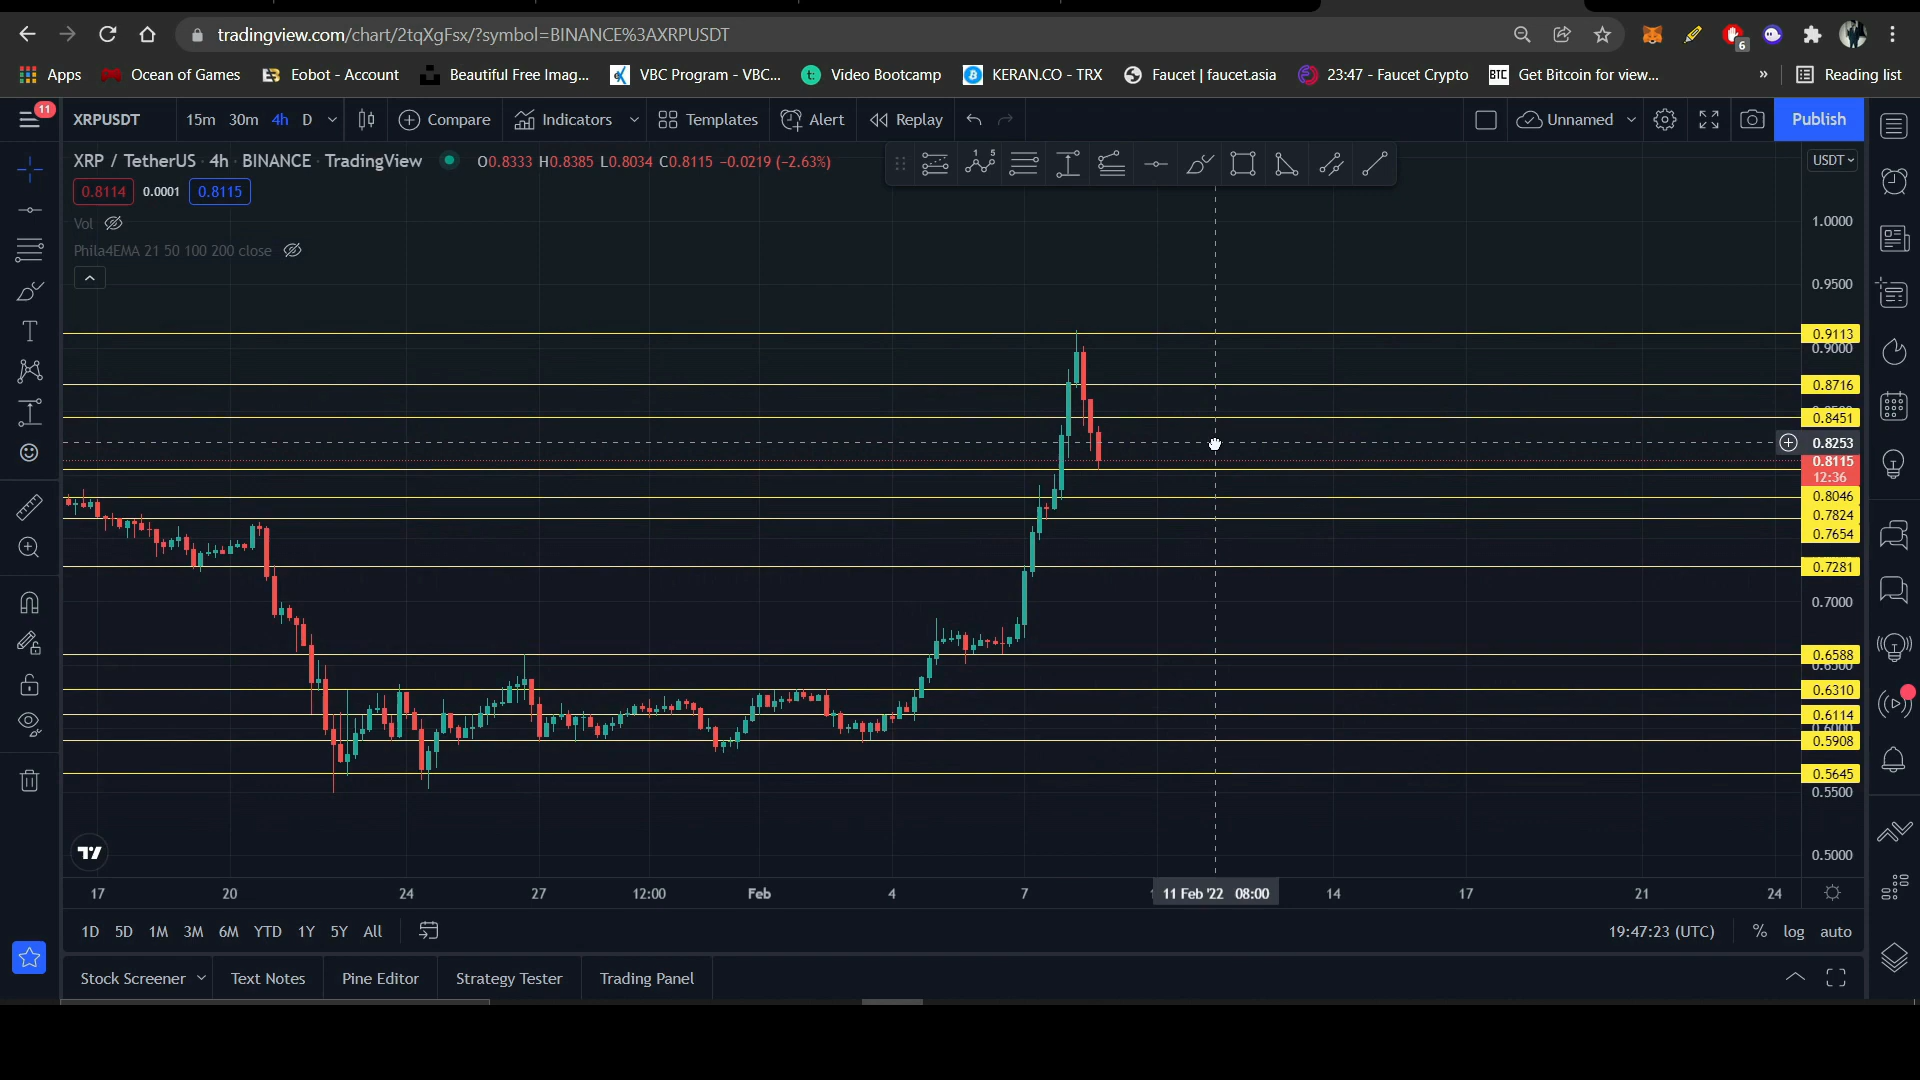 tradingview.com/chart/2tqXgFsx/?symbol=BINANCE%3AXRPUSDT
6
Apps Ocean of Games Eobot - Account Beautiful Free Imag... VBC Program - VBC... Video Bootcamp KERAN.CO - TRX Faucet | faucet.asia 23:47 - Faucet Crypto BTC Get Bitcoin for view... » Reading list
11
XRPUSDT 15m 30m 4h D Compare Indicators Templates Alert Replay Unnamed Publish
XRP / TetherUS · 4h · BINANCE · TradingView O0.8333 H0.8385 L0.8034 C0.8115 −0.0219 (−2.63%) USDT
0.8114 0.0001 0.8115
Vol
Phila4EMA 21 50 100 200 close
1.0000
0.9500
0.9113
0.9000
0.8716
0.8451
0.8253
0.8115
12:36
0.8046
0.7824
0.7654
0.7281
0.7000
0.6588
0.6500
0.6310
0.6114
0.6000
0.5908
0.5645
0.5500
0.5000
17 20 24 27 12:00 Feb 4 7 11 Feb '22 08:00 14 17 21 24
1D 5D 1M 3M 6M YTD 1Y 5Y All 19:47:23 (UTC) % log auto
Stock Screener Text Notes Pine Editor Strategy Tester Trading Panel